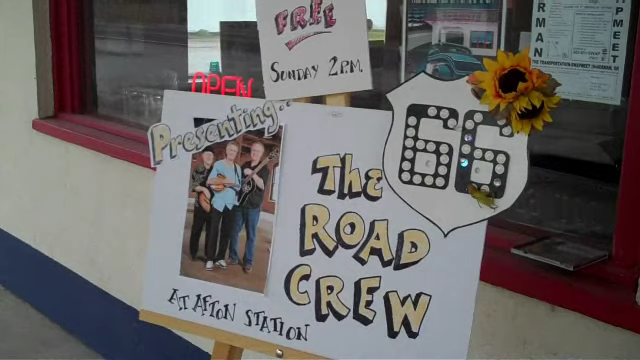 FREE
SUNDAY 2 P.M.
OPEN
Presenting..
66
The
ROAD
CREW
AT AFTON STATION